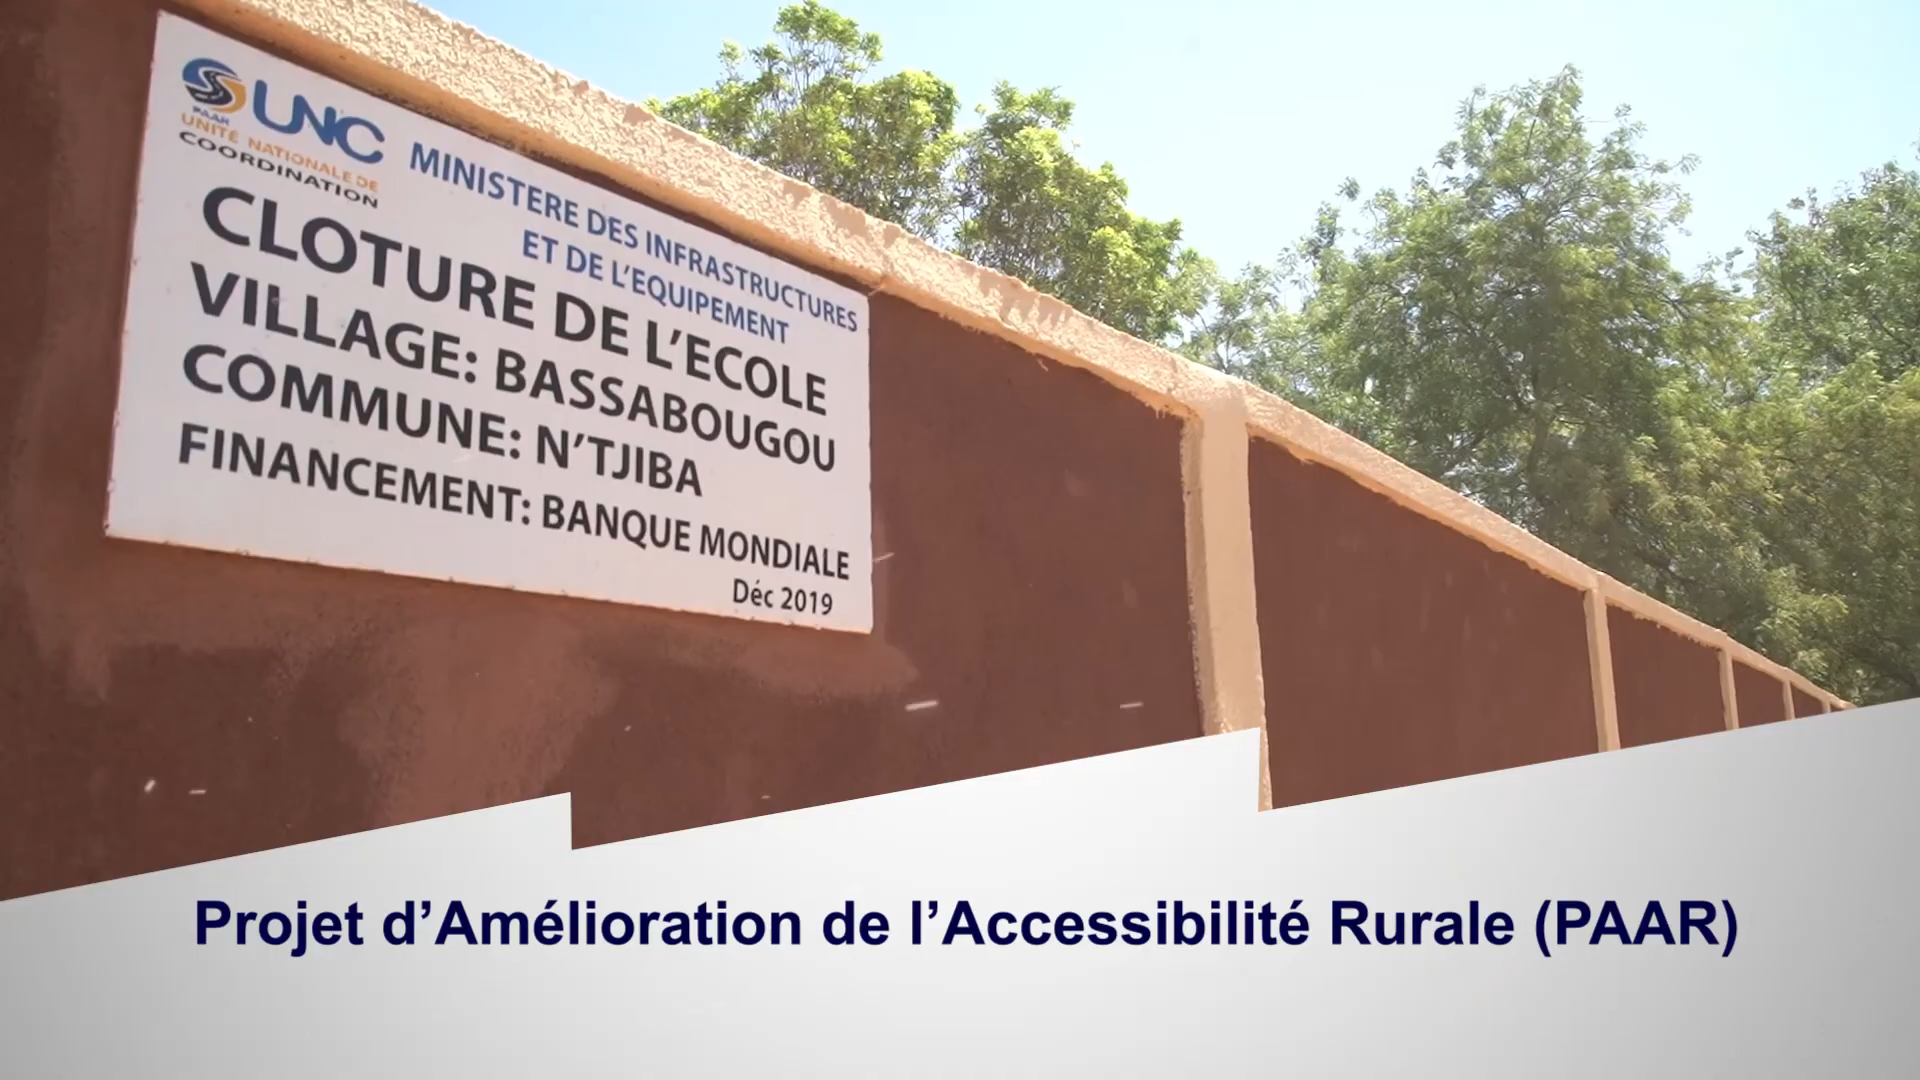 PAAR
UNC
UNITÉ NATIONALE DE
COORDINATION
MINISTERE DES INFRASTRUCTURES
ET DE L'EQUIPEMENT
CLOTURE DE L'ECOLE
VILLAGE: BASSABOUGOU
COMMUNE: N'TJIBA
FINANCEMENT: BANQUE MONDIALE
Déc 2019
Projet d’Amélioration de l’Accessibilité Rurale (PAAR)